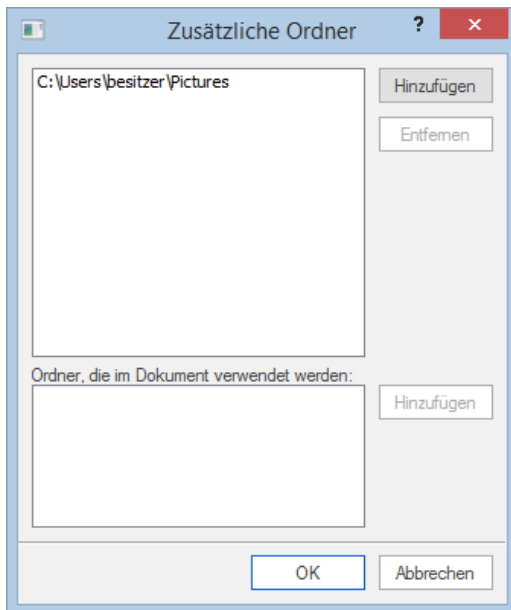 Zusätzliche Ordner
?
×
C:\Users\besitzer\Pictures
Hinzufügen
Entfernen
Ordner, die im Dokument verwendet werden:
Hinzufügen
OK
Abbrechen